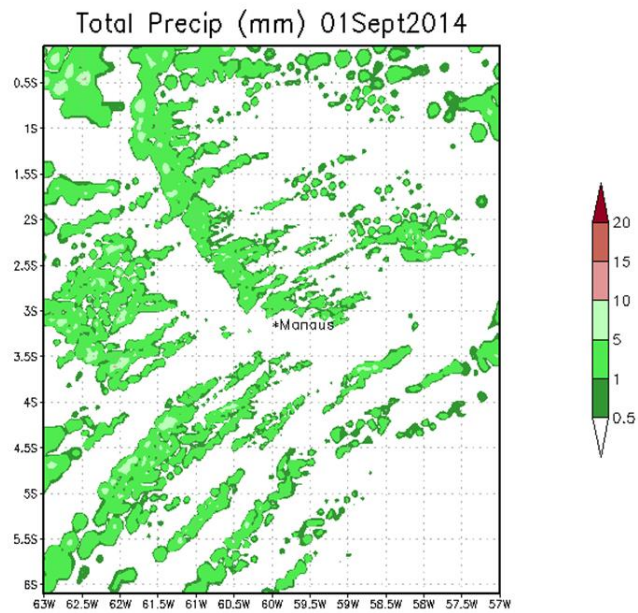 Total Precip (mm) 01Sept2014
0.5S
1S
1.5S
2S
2.5S
3S
3.5S
4S
4.5S
5S
5.5S
6S
63W 62.5W 62W 61.5W 61W 60.5W 60W 59.5W 59W 58.5W 58W 57.5W 57W
*Manaus
20
15
10
5
1
0.5